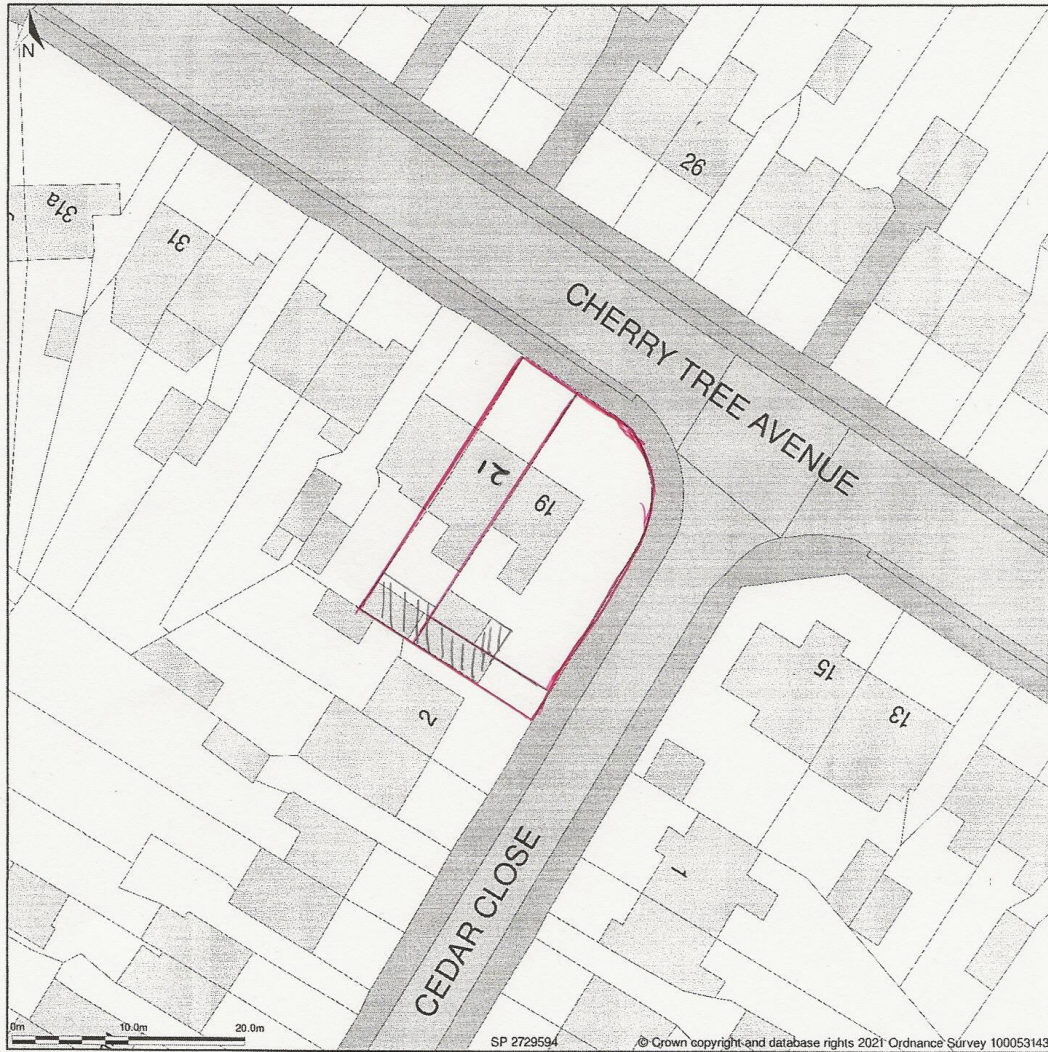 N
31a
31
26
CHERRY TREE AVENUE
21
19
2
15
13
1
CEDAR CLOSE
0m
10.0m
20.0m
SP 2729594
© Crown copyright and database rights 2021 Ordnance Survey 100053143